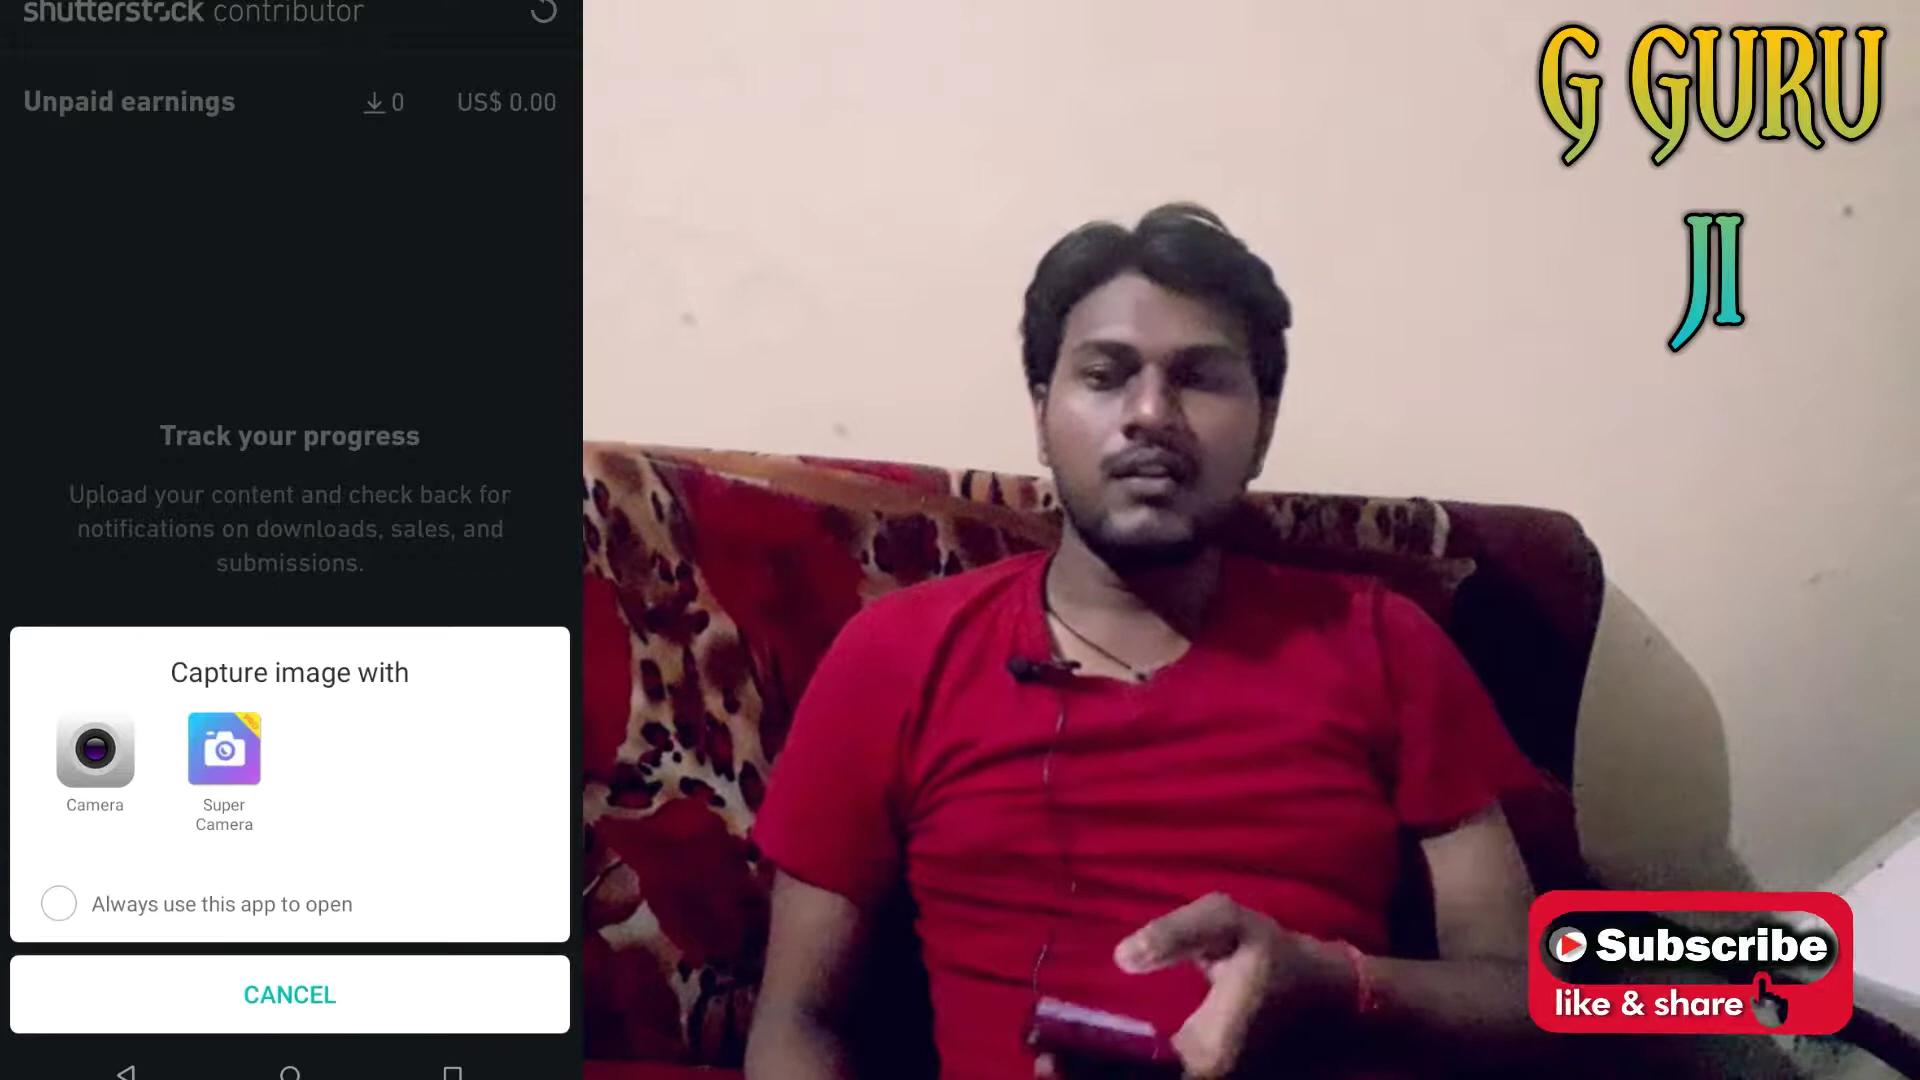 shutterstock contributor
Unpaid earnings
0
US$ 0.00
Track your progress
Upload your content and check back for
notifications on downloads, sales, and
submissions.
Capture image with
Camera
Super
Camera
Always use this app to open
CANCEL
G GURU
JI
Subscribe
like & share